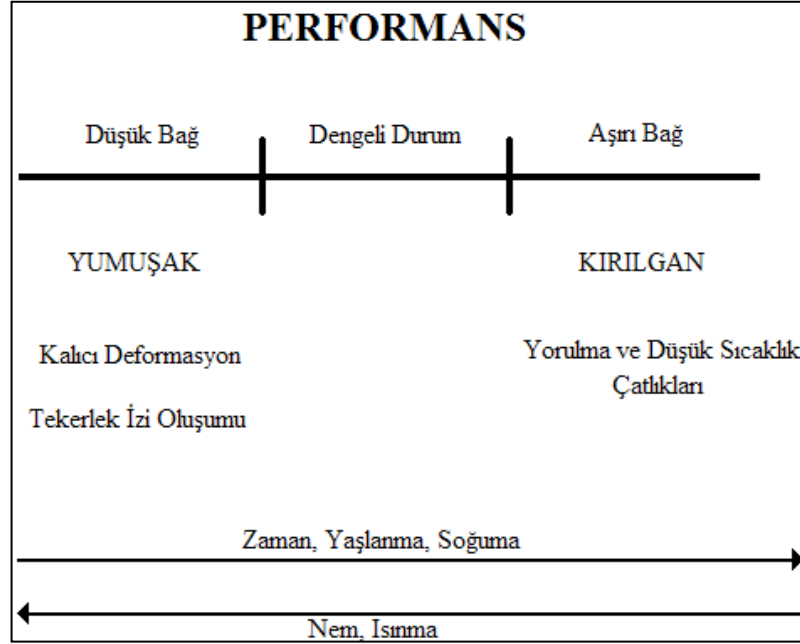 PERFORMANS
Düşük Bağ Dengeli Durum Aşırı Bağ
YUMUŞAK KIRILGAN
Kalıcı Deformasyon Yorulma ve Düşük Sıcaklık
Çatlıkları
Tekerlek İzi Oluşumu
Zaman, Yaşlanma, Soğuma
Nem, Isınma